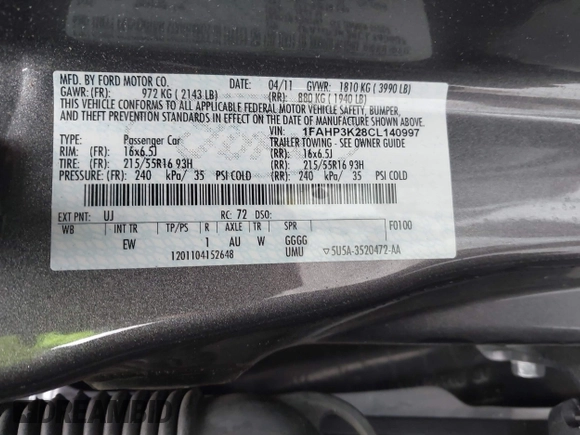 MFD. BY FORD MOTOR CO. DATE: 04/11 GVWR: 1810 KG ( 3990 LB)
GAWR: (FR): 972 KG ( 2143 LB) (RR): 880 KG ( 1940 LB)
THIS VEHICLE CONFORMS TO ALL APPLICABLE FEDERAL MOTOR VEHICLE SAFETY, BUMPER,
AND THEFT PREVENTION STANDARDS IN EFFECT ON THE DATE OF MANUFACTURE SHOWN ABOVE.
VIN: 1FAHP3K28CL140997
TYPE: Passenger Car TRAILER TOWING - SEE OWNER GUIDE
RIM: (FR): 16x6.5J (RR): 16x6.5J
TIRE: (FR): 215/55R16 93H (RR): 215/55R16 93H
PRESSURE: (FR): 240 kPa/ 35 PSI COLD (RR): 240 kPa/ 35 PSI COLD
EXT PNT: UJ RC: 72 DSO:
WB INT TR TP/PS R AXLE TR SPR F0100
EW 1 AU W GGGG
1201104152648 UMU ▽5U5A-3520472-AA